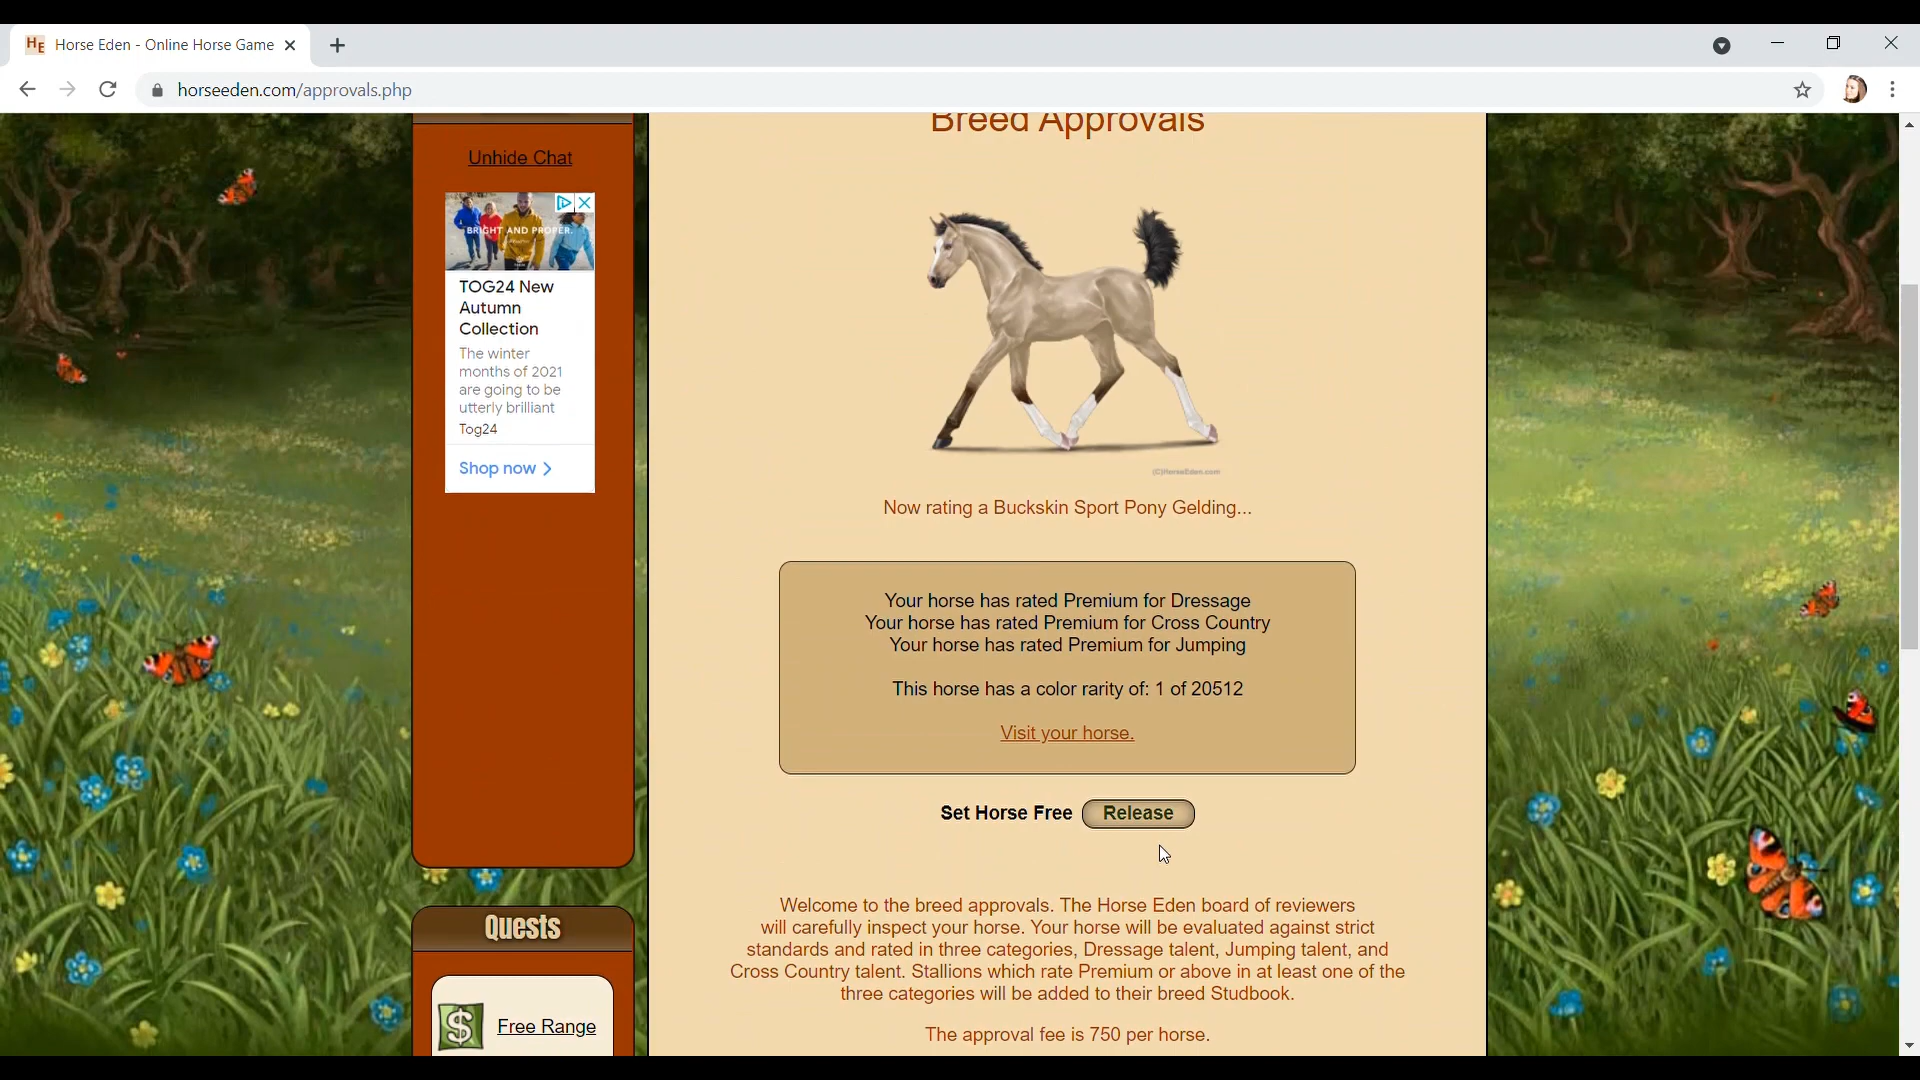 Horse Eden - Online Horse Game
horseeden.com/approvals.php
Unhide Chat
BRIGHT AND PROPER.
TOG24 New
Autumn
Collection
The winter
months of 2021
are going to be
utterly brilliant
Tog24
Shop now
Quests
Free Range
Breed Approvals
(C)HorseEden.com
Now rating a Buckskin Sport Pony Gelding...
Your horse has rated Premium for Dressage
Your horse has rated Premium for Cross Country
Your horse has rated Premium for Jumping
This horse has a color rarity of: 1 of 20512
Visit your horse.
Set Horse Free Release
Welcome to the breed approvals. The Horse Eden board of reviewers
will carefully inspect your horse. Your horse will be evaluated against strict
standards and rated in three categories, Dressage talent, Jumping talent, and
Cross Country talent. Stallions which rate Premium or above in at least one of the
three categories will be added to their breed Studbook.
The approval fee is 750 per horse.